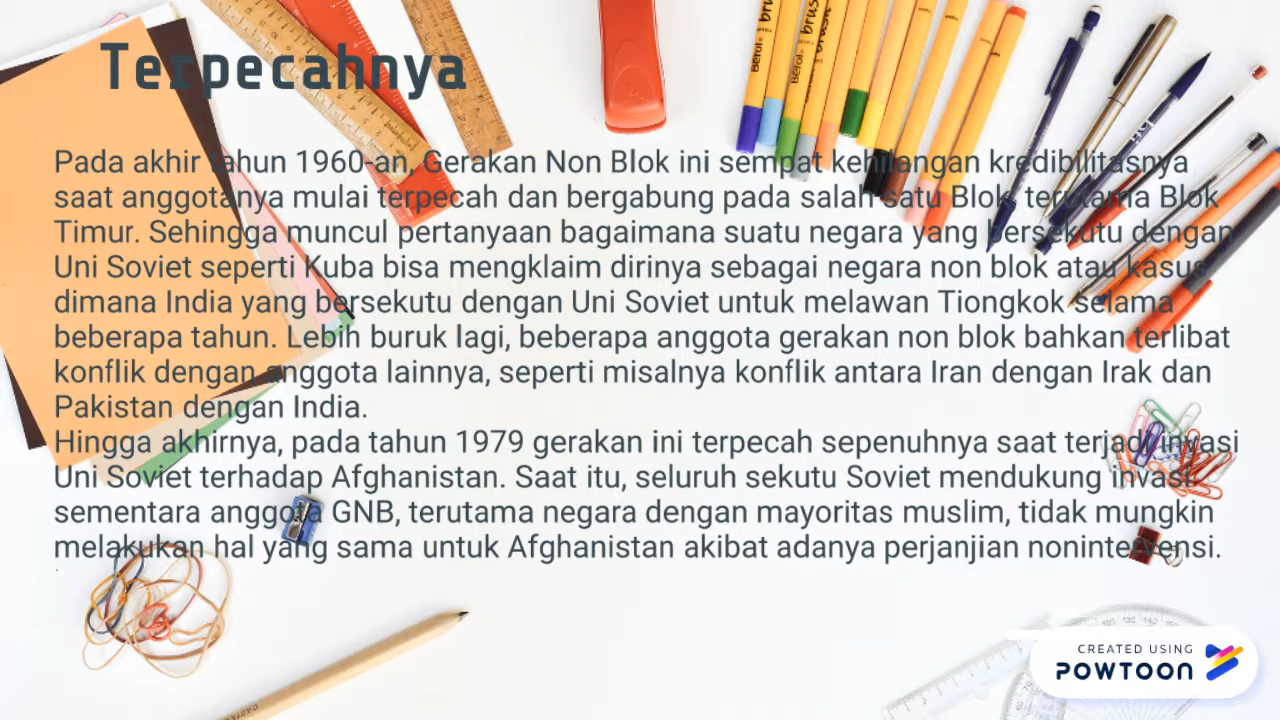 Terpecahnya
Pada akhir tahun 1960-an, Gerakan Non Blok ini sempat kehilangan kredibilitasnya
saat anggotanya mulai terpecah dan bergabung pada salah satu Blok, terutama Blok
Timur. Sehingga muncul pertanyaan bagaimana suatu negara yang bersekutu dengan
Uni Soviet seperti Kuba bisa mengklaim dirinya sebagai negara non blok atau kasus
dimana India yang bersekutu dengan Uni Soviet untuk melawan Tiongkok selama
beberapa tahun. Lebih buruk lagi, beberapa anggota gerakan non blok bahkan terlibat
konflik dengan anggota lainnya, seperti misalnya konflik antara Iran dengan Irak dan
Pakistan dengan India.
Hingga akhirnya, pada tahun 1979 gerakan ini terpecah sepenuhnya saat terjadi invasi
Uni Soviet terhadap Afghanistan. Saat itu, seluruh sekutu Soviet mendukung invasi
sementara anggota GNB, terutama negara dengan mayoritas muslim, tidak mungkin
melakukan hal yang sama untuk Afghanistan akibat adanya perjanjian nonintervensi.
.
CREATED USING
POWTOON